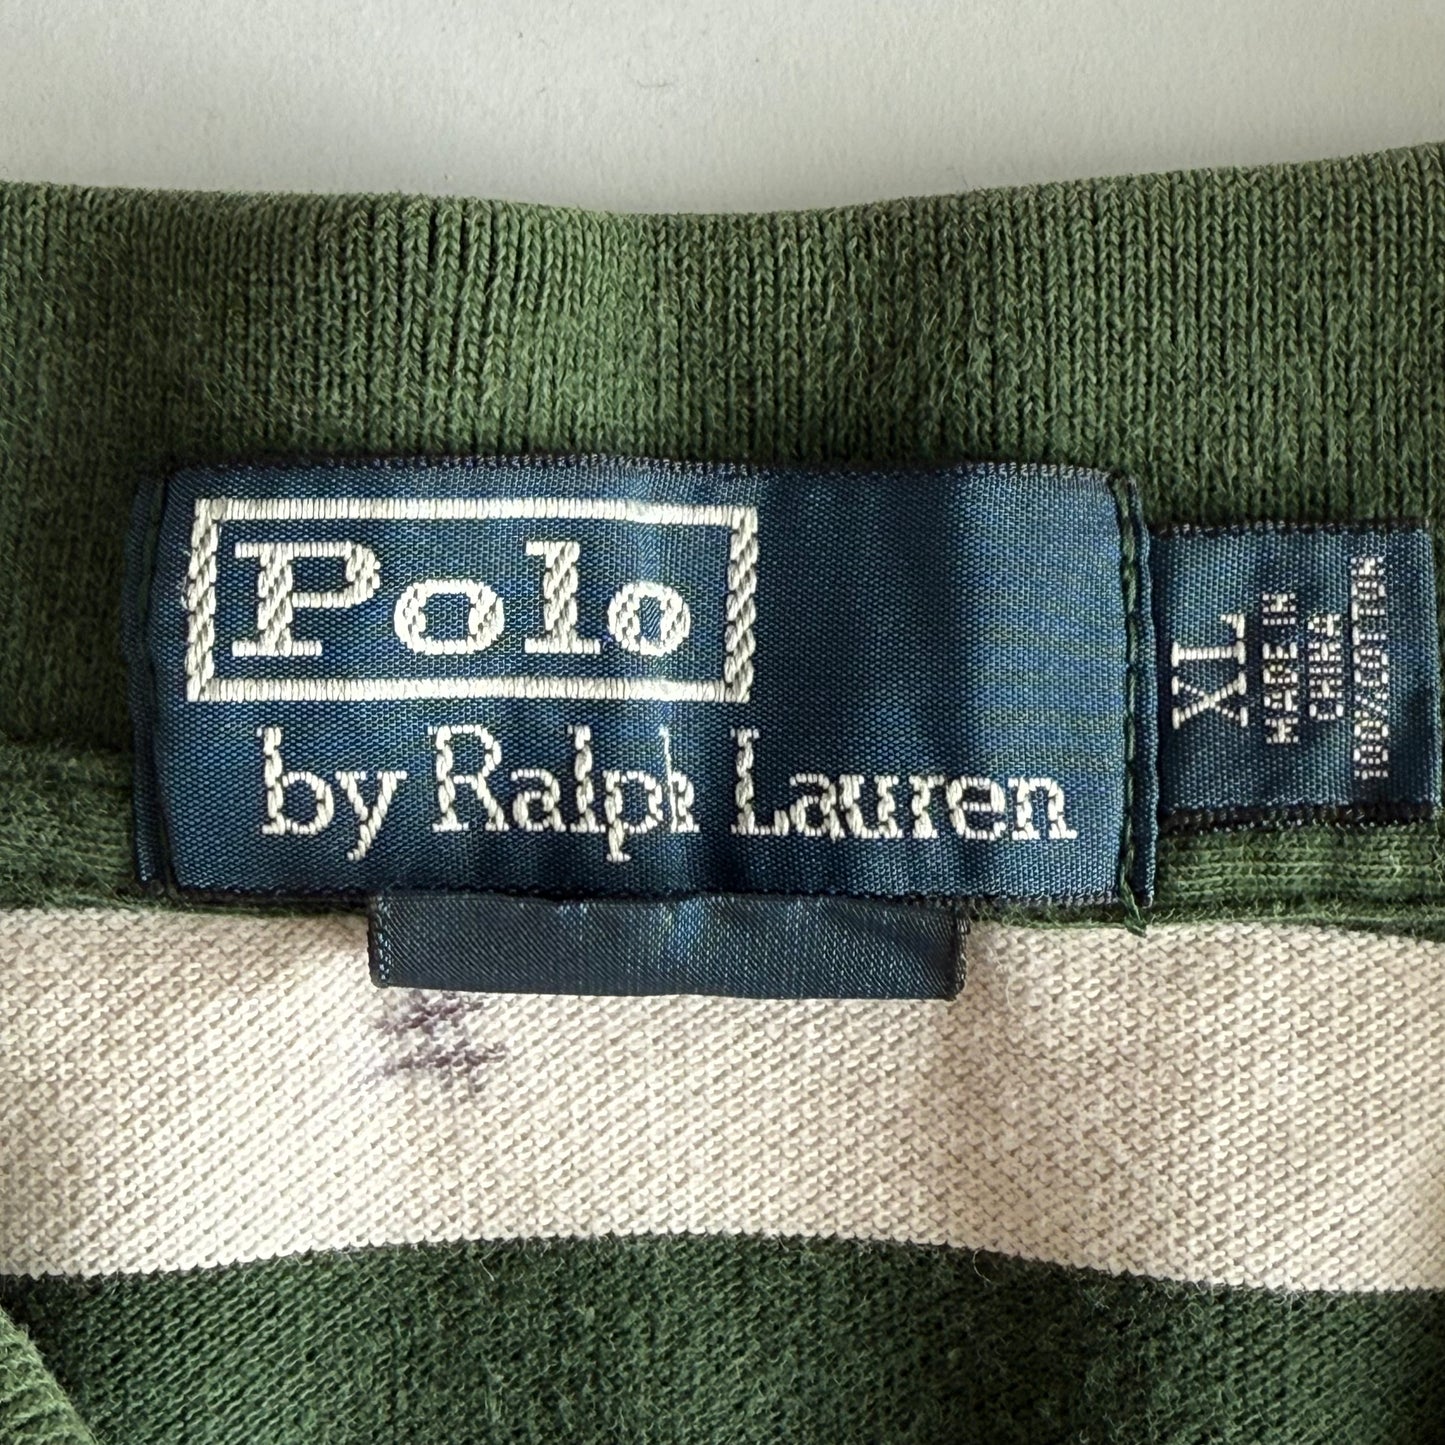 Polo
by Ralph Lauren
XL
MADE IN
CHINA
100% COTTON